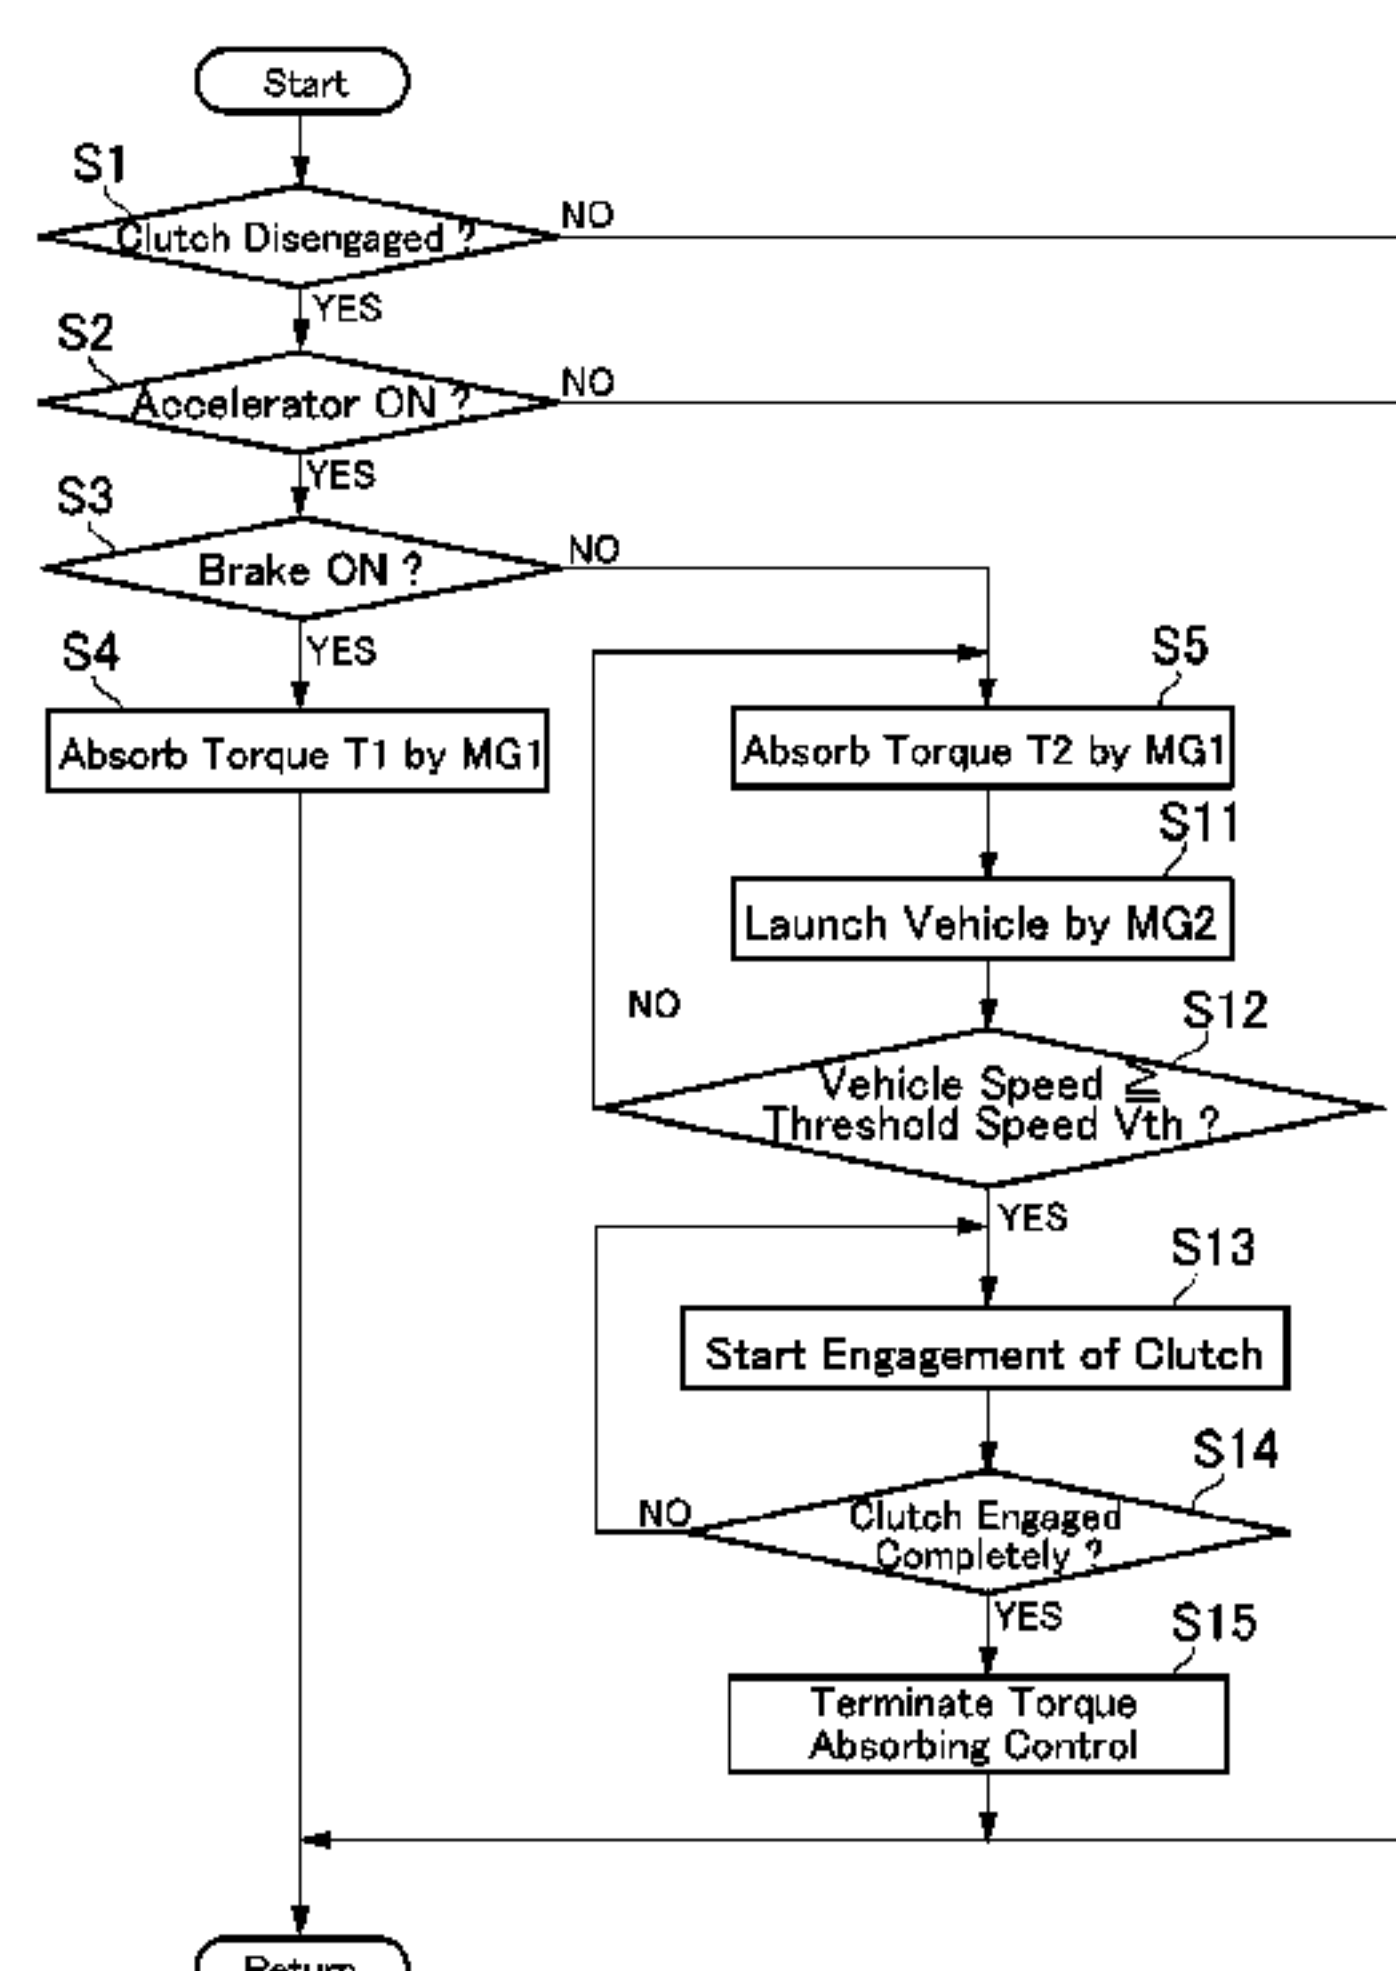 Start
S1
Clutch Disengaged ?
NO
YES
S2
Accelerator ON ?
NO
YES
S3
Brake ON ?
NO
YES
S4
Absorb Torque T1 by MG1
S5
Absorb Torque T2 by MG1
S11
Launch Vehicle by MG2
NO
S12
Vehicle Speed ≧
Threshold Speed Vth ?
YES
S13
Start Engagement of Clutch
S14
NO
Clutch Engaged
Completely ?
YES
S15
Terminate Torque
Absorbing Control
Return